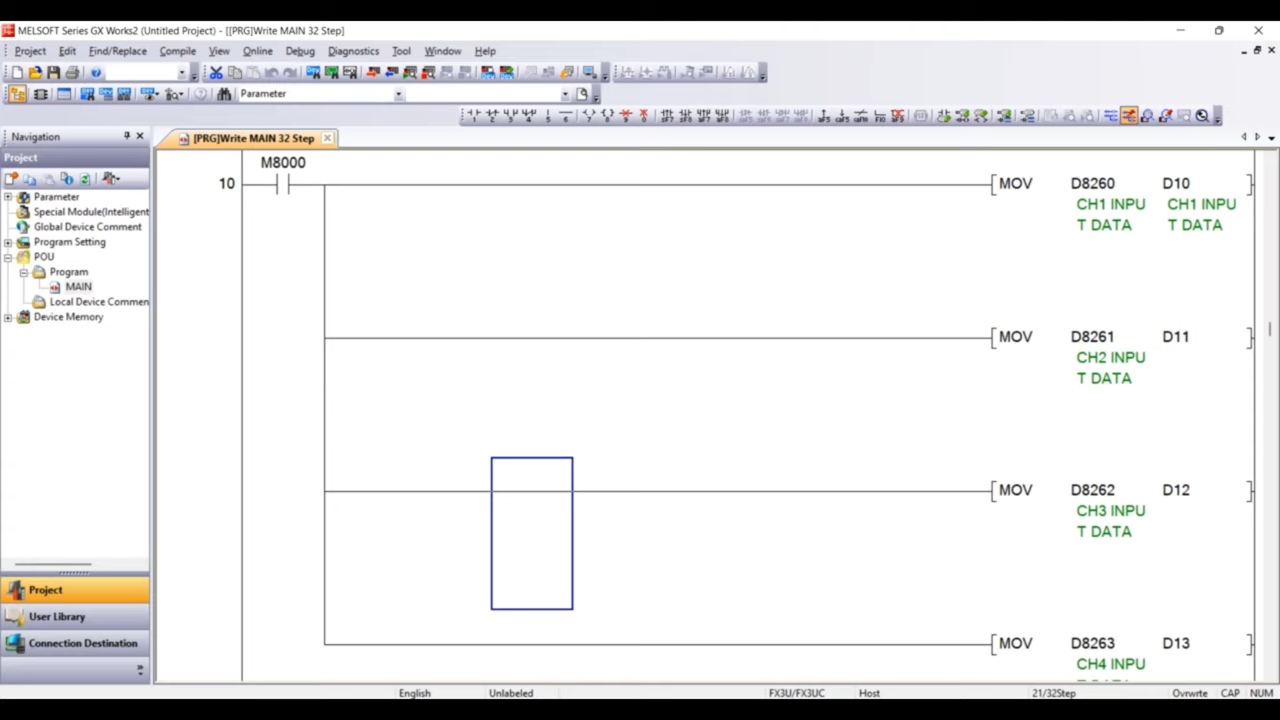 MELSOFT Series GX Works2 (Untitled Project) - [[PRG]Write MAIN 32 Step]
Project Edit Find/Replace Compile View Online Debug Diagnostics Tool Window Help
Parameter
Navigation
[PRG]Write MAIN 32 Step
Project
Parameter
Special Module(Intelligent
Global Device Comment
Program Setting
POU
Program
MAIN
Local Device Commen
Device Memory
Project
User Library
Connection Destination
M8000
10
MOV D8260 D10
CH1 INPU CH1 INPU
T DATA T DATA
MOV D8261 D11
CH2 INPU
T DATA
MOV D8262 D12
CH3 INPU
T DATA
MOV D8263 D13
CH4 INPU
English Unlabeled FX3U/FX3UC Host 21/32Step Ovrwrte CAP NUM